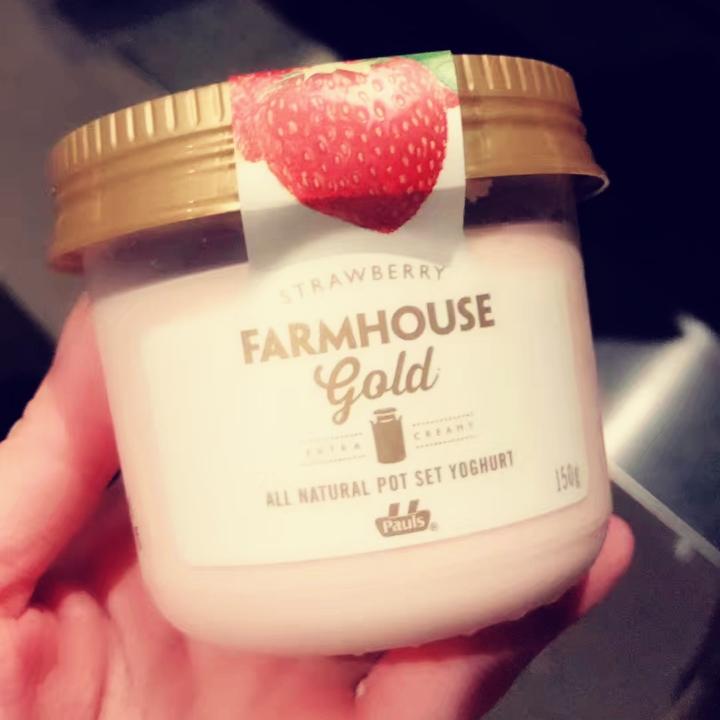 STRAWBERRY
FARMHOUSE
Gold
EXTRA CREAMY
ALL NATURAL POT SET YOGHURT
150g
Pauls®